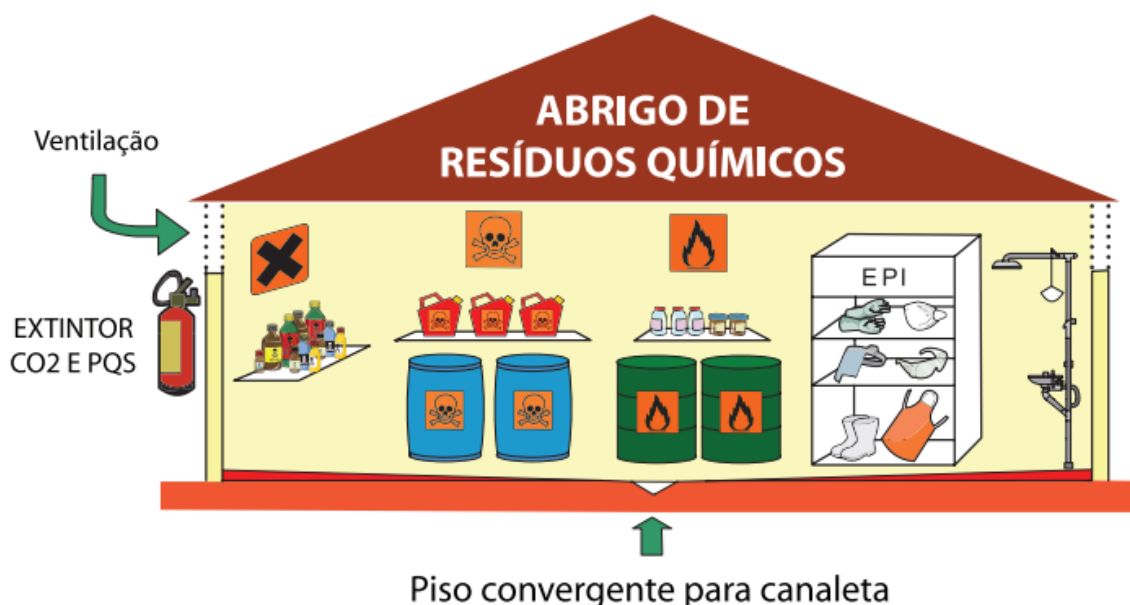 ABRIGO DE
RESÍDUOS QUÍMICOS
Ventilação
EXTINTOR
CO2 E PQS
EPI
Piso convergente para canaleta